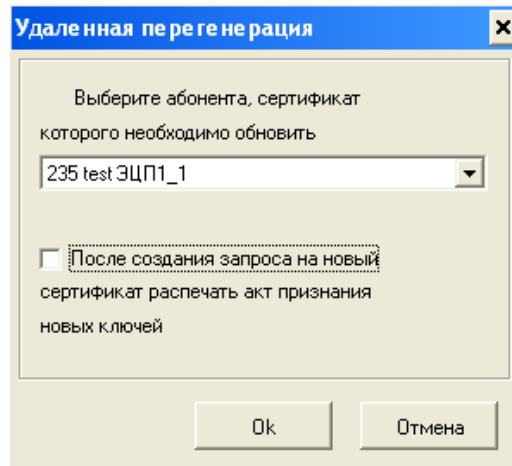 Удаленная перегенерация
Выберите абонента, сертификат
которого необходимо обновить
235 test ЭЦП1_1
После создания запроса на новый
сертификат распечать акт признания
новых ключей
Ok
Отмена